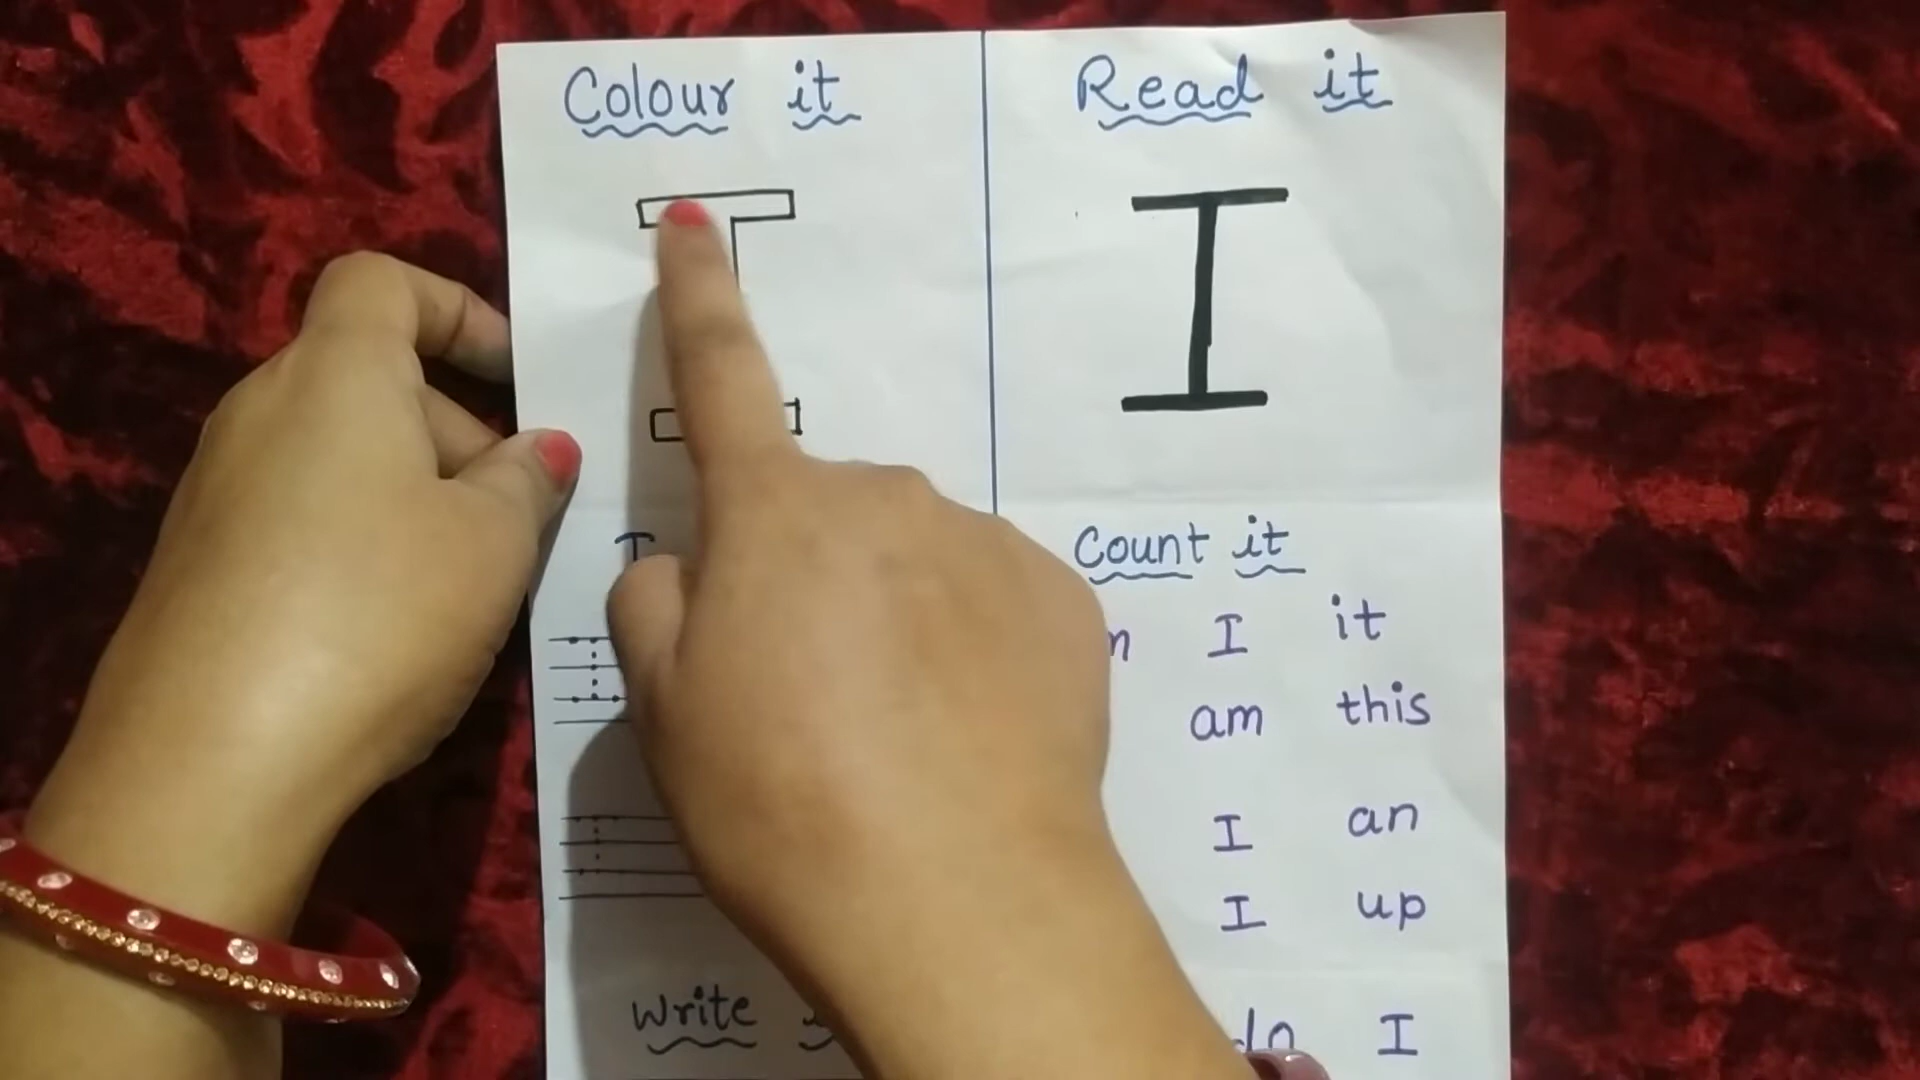 Colour it
Read it
I
I
Count it
I it
am this
I an
I up
Write
I